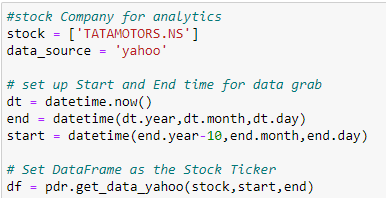 #stock Company for analytics
stock = ['TATAMOTORS.NS']
data_source = 'yahoo'
# set up Start and End time for data grab
dt = datetime.now()
end = datetime(dt.year,dt.month,dt.day)
start = datetime(end.year-10,end.month,end.day)
# Set DataFrame as the Stock Ticker
df = pdr.get_data_yahoo(stock,start,end)